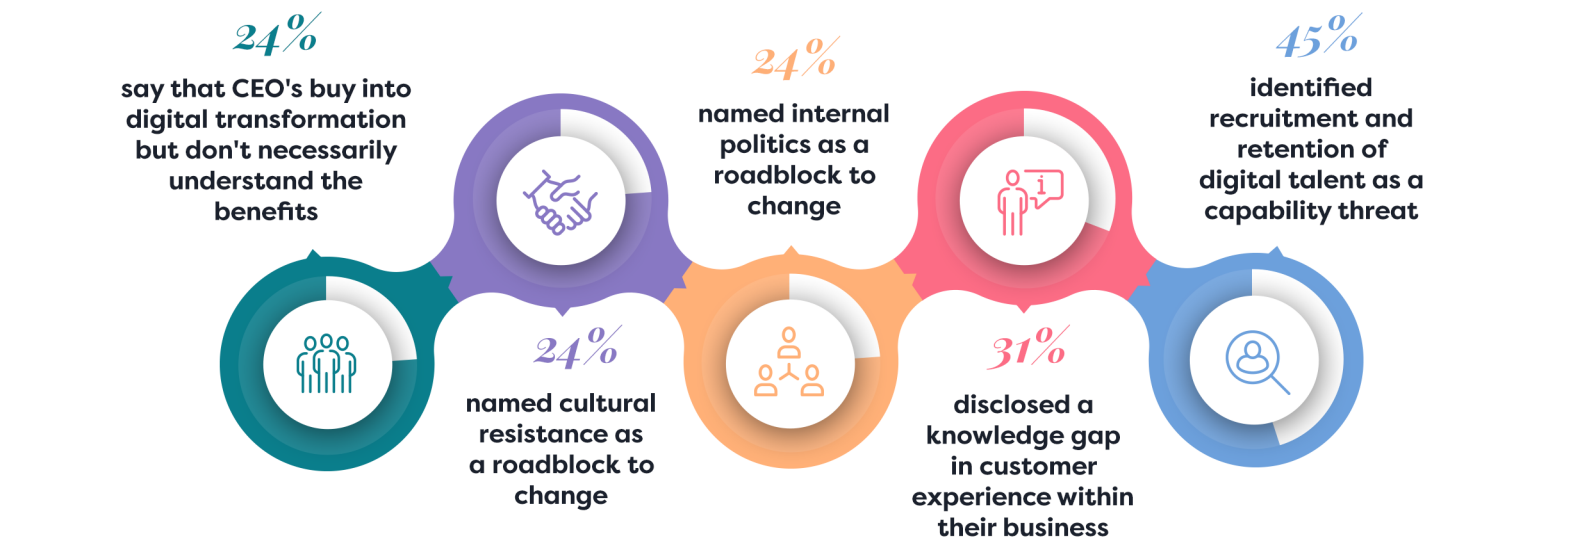 24%
say that CEO's buy into
digital transformation
but don't necessarily
understand the
benefits
24%
named cultural
resistance as
a roadblock to
change
24%
named internal
politics as a
roadblock to
change
i
31%
disclosed a
knowledge gap
in customer
experience within
their business
45%
identified
recruitment and
retention of
digital talent as a
capability threat